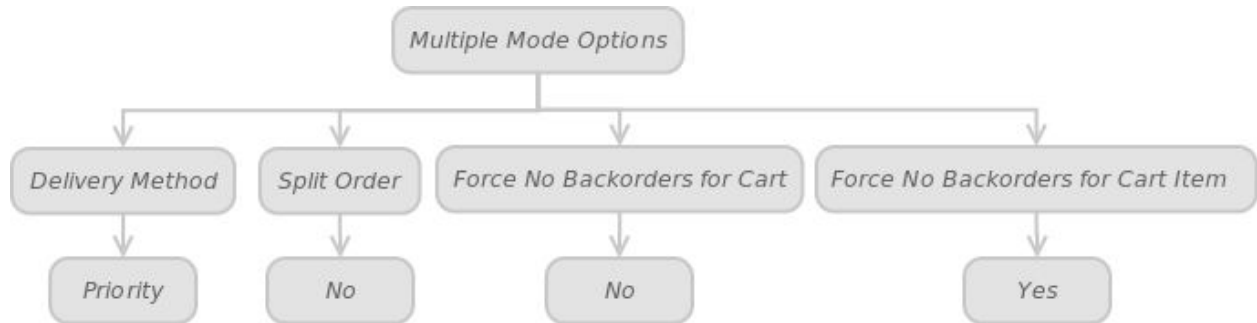 Multiple Mode Options
Delivery Method
Split Order
Force No Backorders for Cart
Force No Backorders for Cart Item
Priority
No
No
Yes